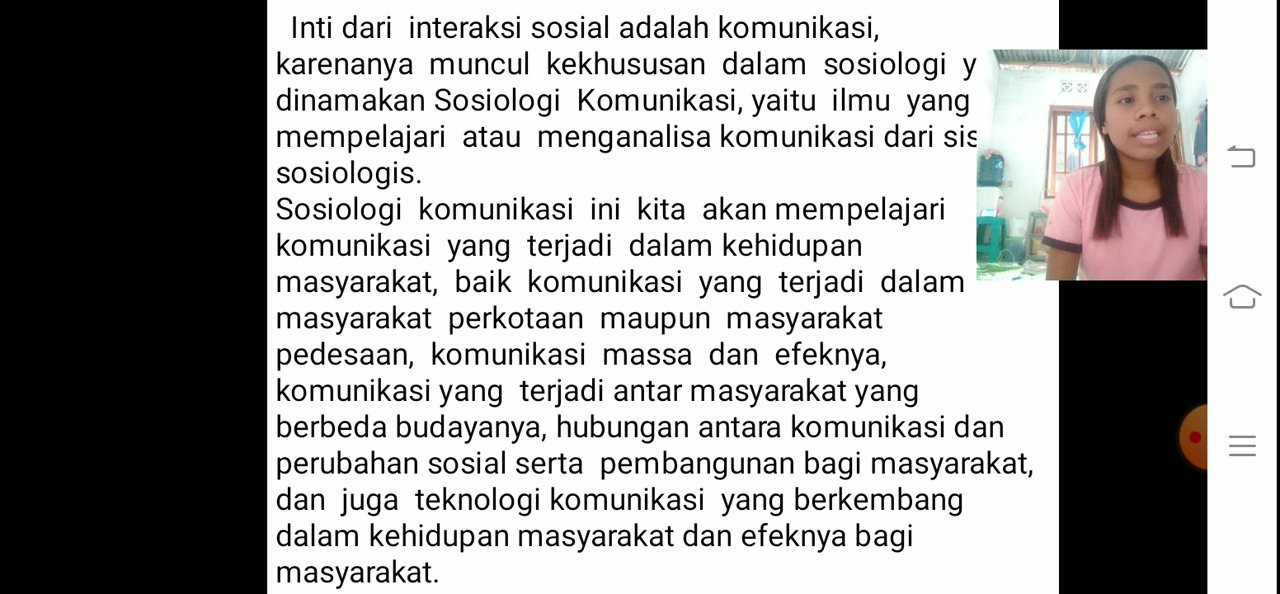 Inti dari interaksi sosial adalah komunikasi,
karenanya muncul kekhususan dalam sosiologi
dinamakan Sosiologi Komunikasi, yaitu ilmu yang
mempelajari atau menganalisa komunikasi dari
sosiologis.
Sosiologi komunikasi ini kita akan mempelajari
komunikasi yang terjadi dalam kehidupan
masyarakat, baik komunikasi yang terjadi dalam
masyarakat perkotaan maupun masyarakat
pedesaan, komunikasi massa dan efeknya,
komunikasi yang terjadi antar masyarakat yang
berbeda budayanya, hubungan antara komunikasi dan
perubahan sosial serta pembangunan bagi masyarakat,
dan juga teknologi komunikasi yang berkembang
dalam kehidupan masyarakat dan efeknya bagi
masyarakat.